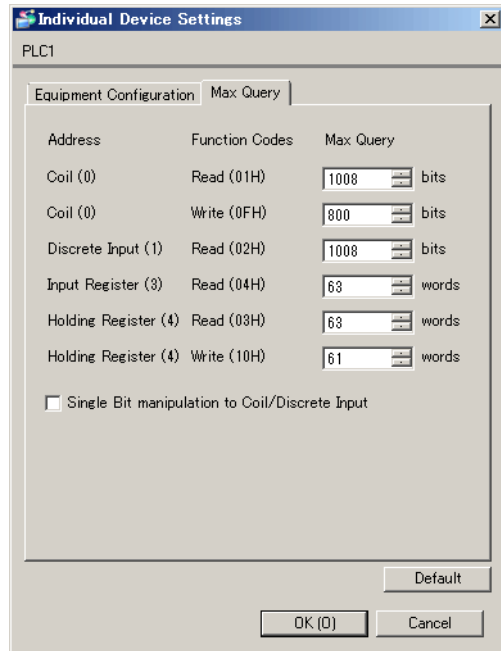 Individual Device Settings
PLC1
Equipment Configuration Max Query
Address Function Codes Max Query
Coil (0) Read (01H) 1008 bits
Coil (0) Write (0FH) 800 bits
Discrete Input (1) Read (02H) 1008 bits
Input Register (3) Read (04H) 63 words
Holding Register (4) Read (03H) 63 words
Holding Register (4) Write (10H) 61 words
Single Bit manipulation to Coil/Discrete Input
Default
OK (O) Cancel